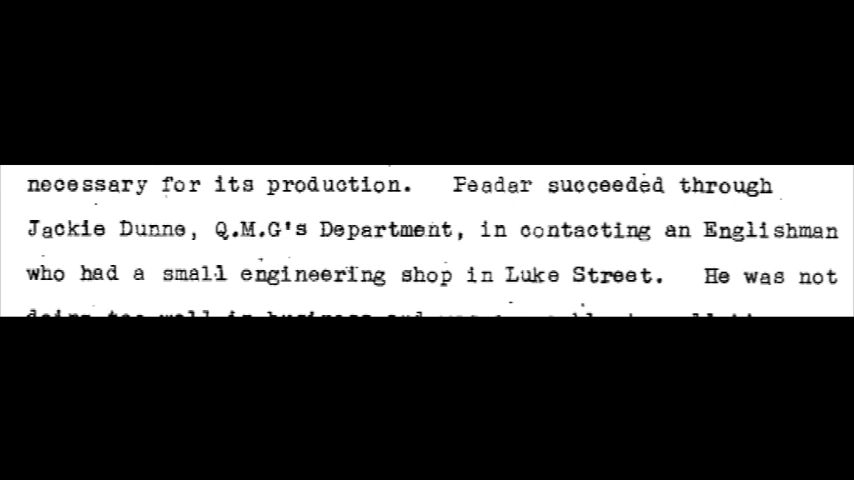 necessary for its production. Peadar succeeded through
Jackie Dunne, Q.M.G's Department, in contacting an Englishman
who had a small engineering shop in Luke Street. He was not